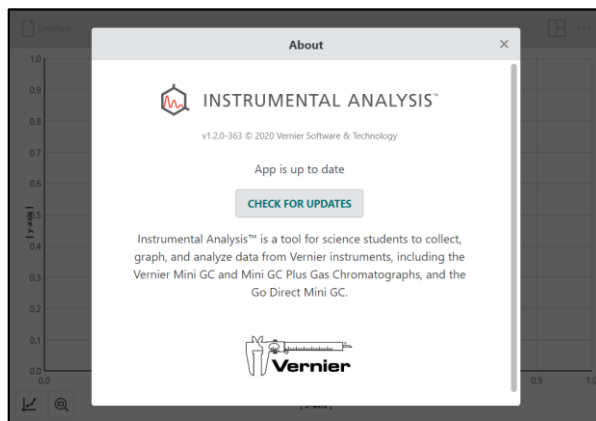 Untitled
About
INSTRUMENTAL ANALYSIS™
v1.2.0-363 © 2020 Vernier Software & Technology
App is up to date
CHECK FOR UPDATES
Instrumental Analysis™ is a tool for science students to collect,
graph, and analyze data from Vernier instruments, including the
Vernier Mini GC and Mini GC Plus Gas Chromatographs, and the
Go Direct Mini GC.
Vernier
1.0
0.9
0.8
0.7
0.6
0.5
0.4
0.3
0.2
0.1
0.0
[ y-axis ]
0.0
0.9
1.0